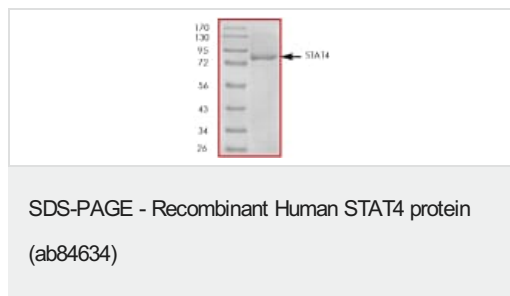 170
130
95
72
STAT4
56
43
34
26
SDS-PAGE - Recombinant Human STAT4 protein
(ab84634)